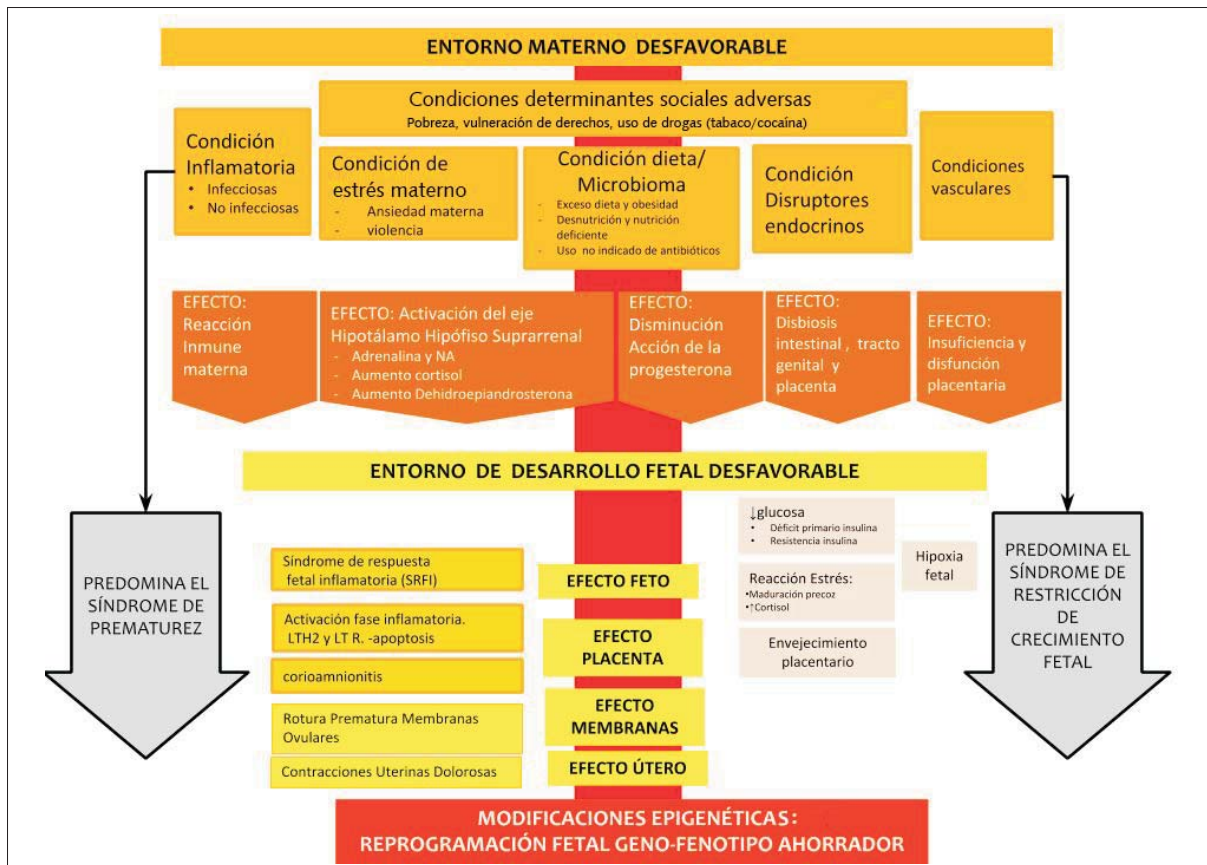 ENTORNO MATERNO DESFAVORABLE
Condiciones determinantes sociales adversas
Pobreza, vulneración de derechos, uso de drogas (tabaco/cocaína)
Condición
Inflamatoria
• Infecciosas
• No infecciosas
Condición de
estrés materno
- Ansiedad materna
- violencia
Condición dieta/
Microbioma
- Exceso dieta y obesidad
- Desnutrición y nutrición
deficiente
- Uso no indicado de antibióticos
Condición
Disruptores
endocrinos
Condiciones
vasculares
EFECTO:
Reacción
Inmune
materna
EFECTO: Activación del eje
Hipotálamo Hipófiso Suprarrenal
- Adrenalina y NA
- Aumento cortisol
- Aumento Dehidroepiandrosterona
EFECTO:
Disminución
Acción de la
progesterona
EFECTO:
Disbiosis
intestinal , tracto
genital y
placenta
EFECTO:
Insuficiencia y
disfunción
placentaria
ENTORNO DE DESARROLLO FETAL DESFAVORABLE
PREDOMINA EL
SÍNDROME DE
PREMATUREZ
Síndrome de respuesta
fetal inflamatoria (SRFI)
Activación fase inflamatoria.
LTH2 y LT R. -apoptosis
corioamnionitis
Rotura Prematura Membranas
Ovulares
Contracciones Uterinas Dolorosas
EFECTO FETO
EFECTO
PLACENTA
EFECTO
MEMBRANAS
EFECTO ÚTERO
↓glucosa
• Déficit primario insulina
• Resistencia insulina
Reacción Estrés:
•Maduración precoz
•↑Cortisol
Envejecimiento
placentario
Hipoxia
fetal
PREDOMINA EL
SÍNDROME DE
RESTRICCIÓN
DE
CRECIMIENTO
FETAL
MODIFICACIONES EPIGENÉTICAS:
REPROGRAMACIÓN FETAL GENO-FENOTIPO AHORRADOR